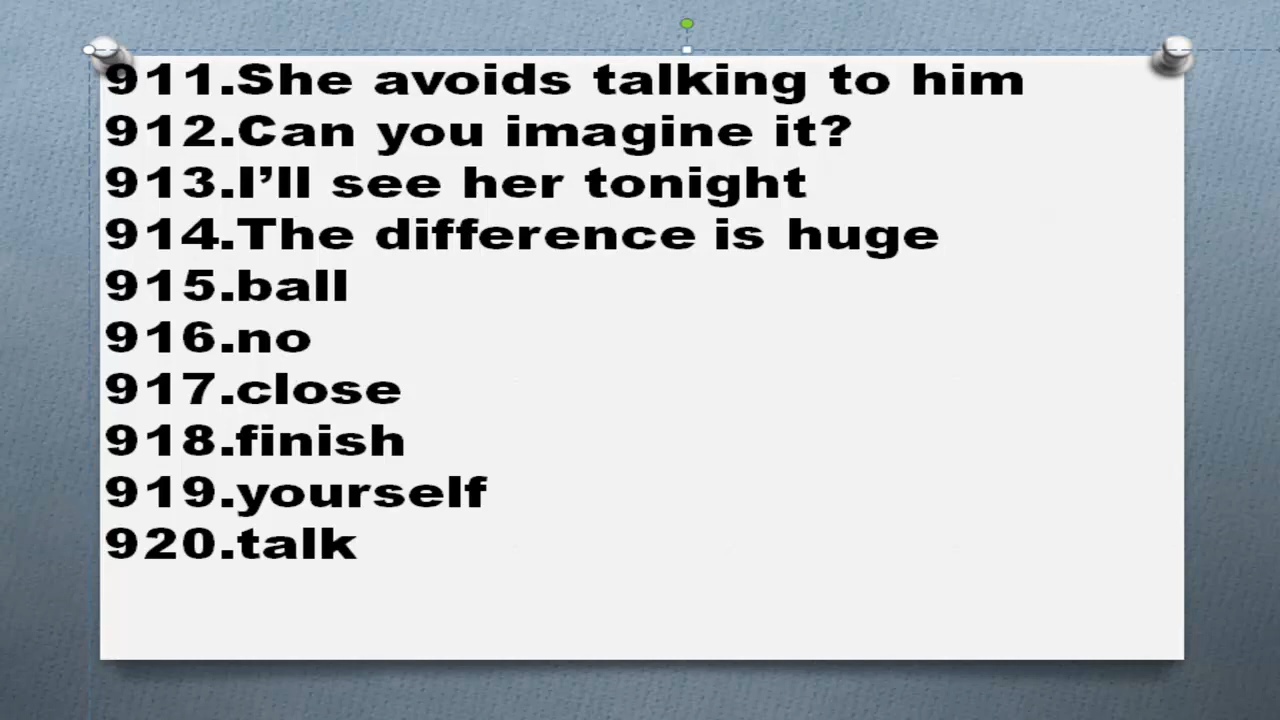 911.She avoids talking to him
912.Can you imagine it?
913.I’ll see her tonight
914.The difference is huge
915.ball
916.no
917.close
918.finish
919.yourself
920.talk